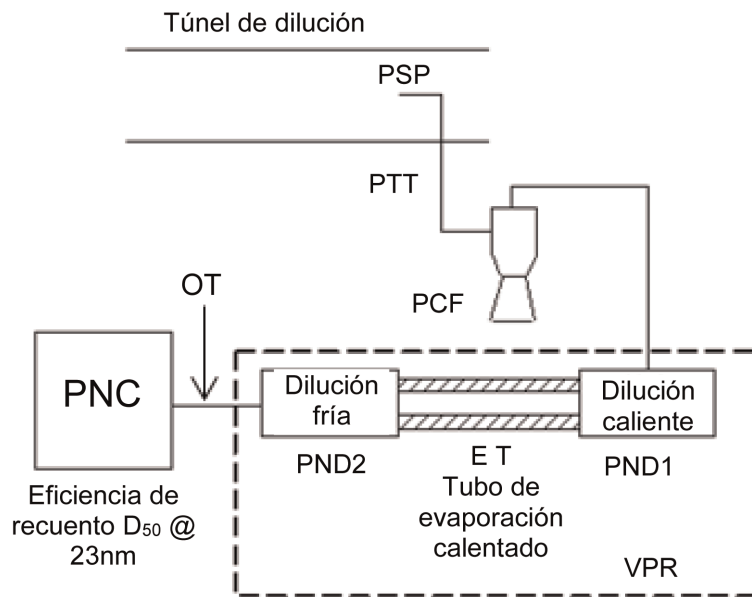 Túnel de dilución
PSP
PTT
PCF
OT
PNC
Dilución
fría
Dilución
caliente
PND2
E T
Tubo de
evaporación
calentado
PND1
Eficiencia de
recuento D₅₀ @
23nm
VPR